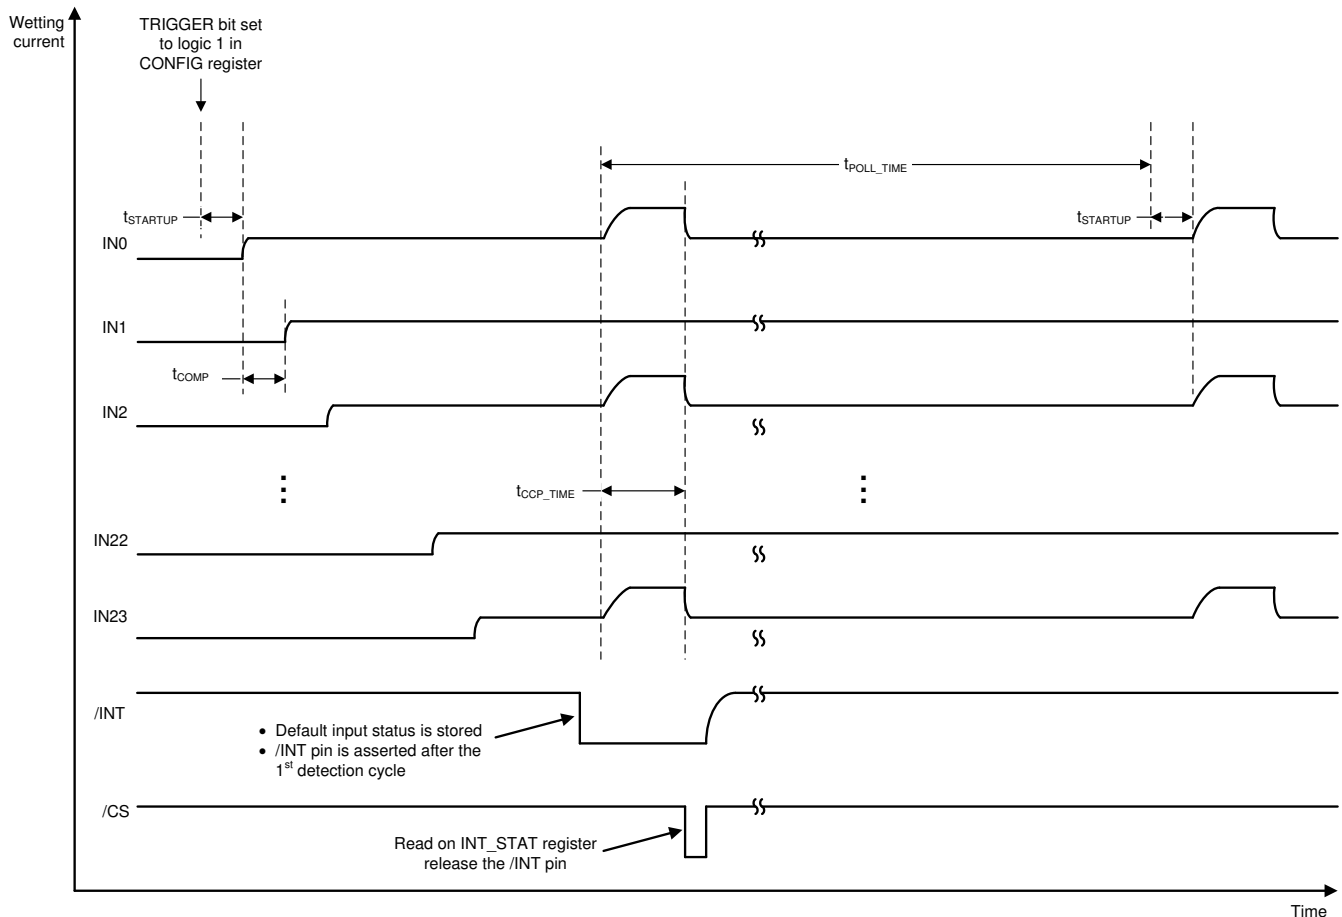 Wetting
current
TRIGGER bit set
to logic 1 in
CONFIG register
tPOLL_TIME
tSTARTUP
tSTARTUP
IN0
IN1
tCOMP
IN2
tCCP_TIME
IN22
IN23
/INT
• Default input status is stored
• /INT pin is asserted after the
1st detection cycle
/CS
Read on INT_STAT register
release the /INT pin
Time